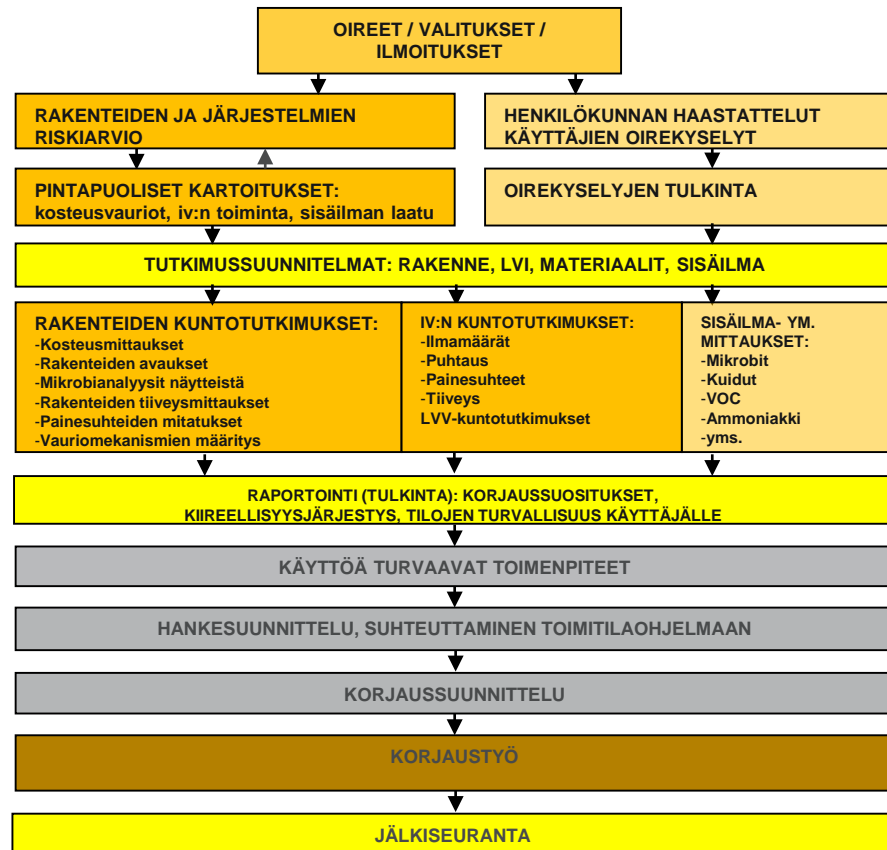 OIREET / VALITUKSET /
ILMOITUKSET
RAKENTEIDEN JA JÄRJESTELMIEN
RISKIARVIO
HENKILÖKUNNAN HAASTATTELUT
KÄYTTÄJIEN OIREKYSELYT
PINTAPUOLISET KARTOITUKSET:
kosteusvauriot, iv:n toiminta, sisäilman laatu
OIREKYSELYJEN TULKINTA
TUTKIMUSSUUNNITELMAT: RAKENNE, LVI, MATERIAALIT, SISÄILMA
RAKENTEIDEN KUNTOTUTKIMUKSET:
-Kosteusmittaukset
-Rakenteiden avaukset
-Mikrobianalyysit näytteistä
-Rakenteiden tiiveysmittaukset
-Painesuhteiden mitatukset
-Vauriomekanismien määritys
IV:N KUNTOTUTKIMUKSET:
-Ilmamäärät
-Puhtaus
-Painesuhteet
-Tiiveys
LVV-kuntotutkimukset
SISÄILMA- YM.
MITTAUKSET:
-Mikrobit
-Kuidut
-VOC
-Ammoniakki
-yms.
RAPORTOINTI (TULKINTA): KORJAUSSUOSITUKSET,
KIIREELLISYYSJÄRJESTYS, TILOJEN TURVALLISUUS KÄYTTÄJÄLLE
KÄYTTÖÄ TURVAAVAT TOIMENPITEET
HANKESUUNNITTELU, SUHTEUTTAMINEN TOIMITILAOHJELMAAN
KORJAUSSUUNNITTELU
KORJAUSTYÖ
JÄLKISEURANTA